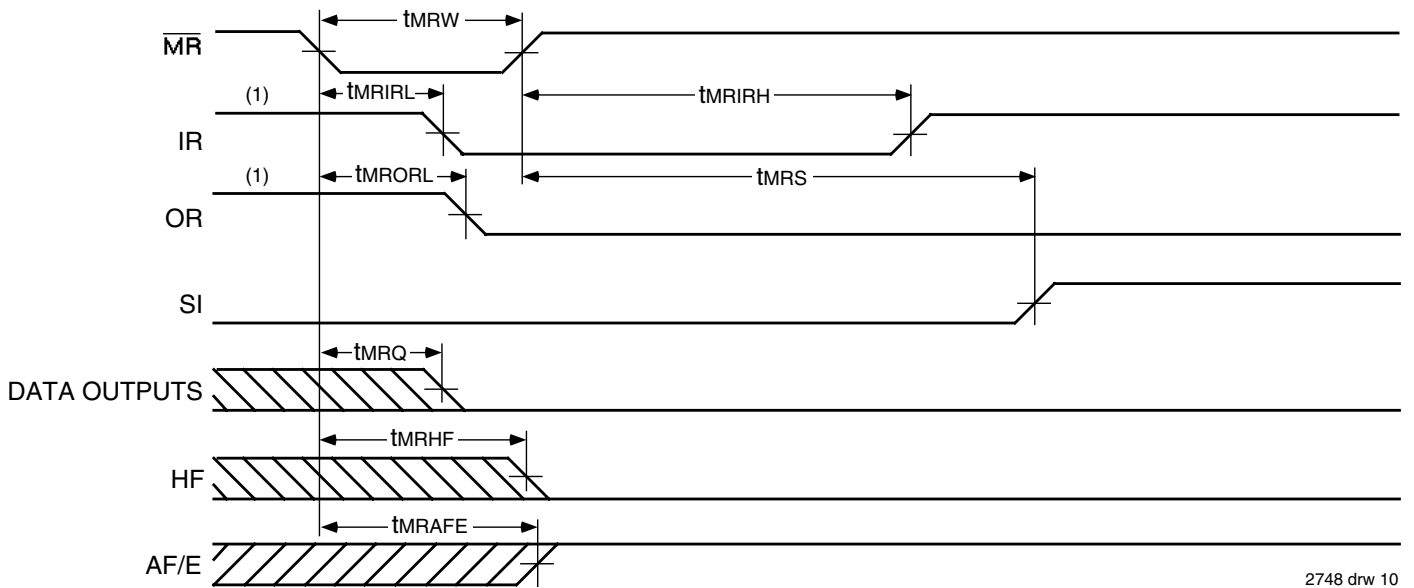 tMRW
MR
(1)
tMRIRL
tMRIRH
IR
(1)
tMRORL
tMRS
OR
SI
tMRQ
DATA OUTPUTS
tMRHF
HF
tMRAFE
AF/E
2748 drw 10